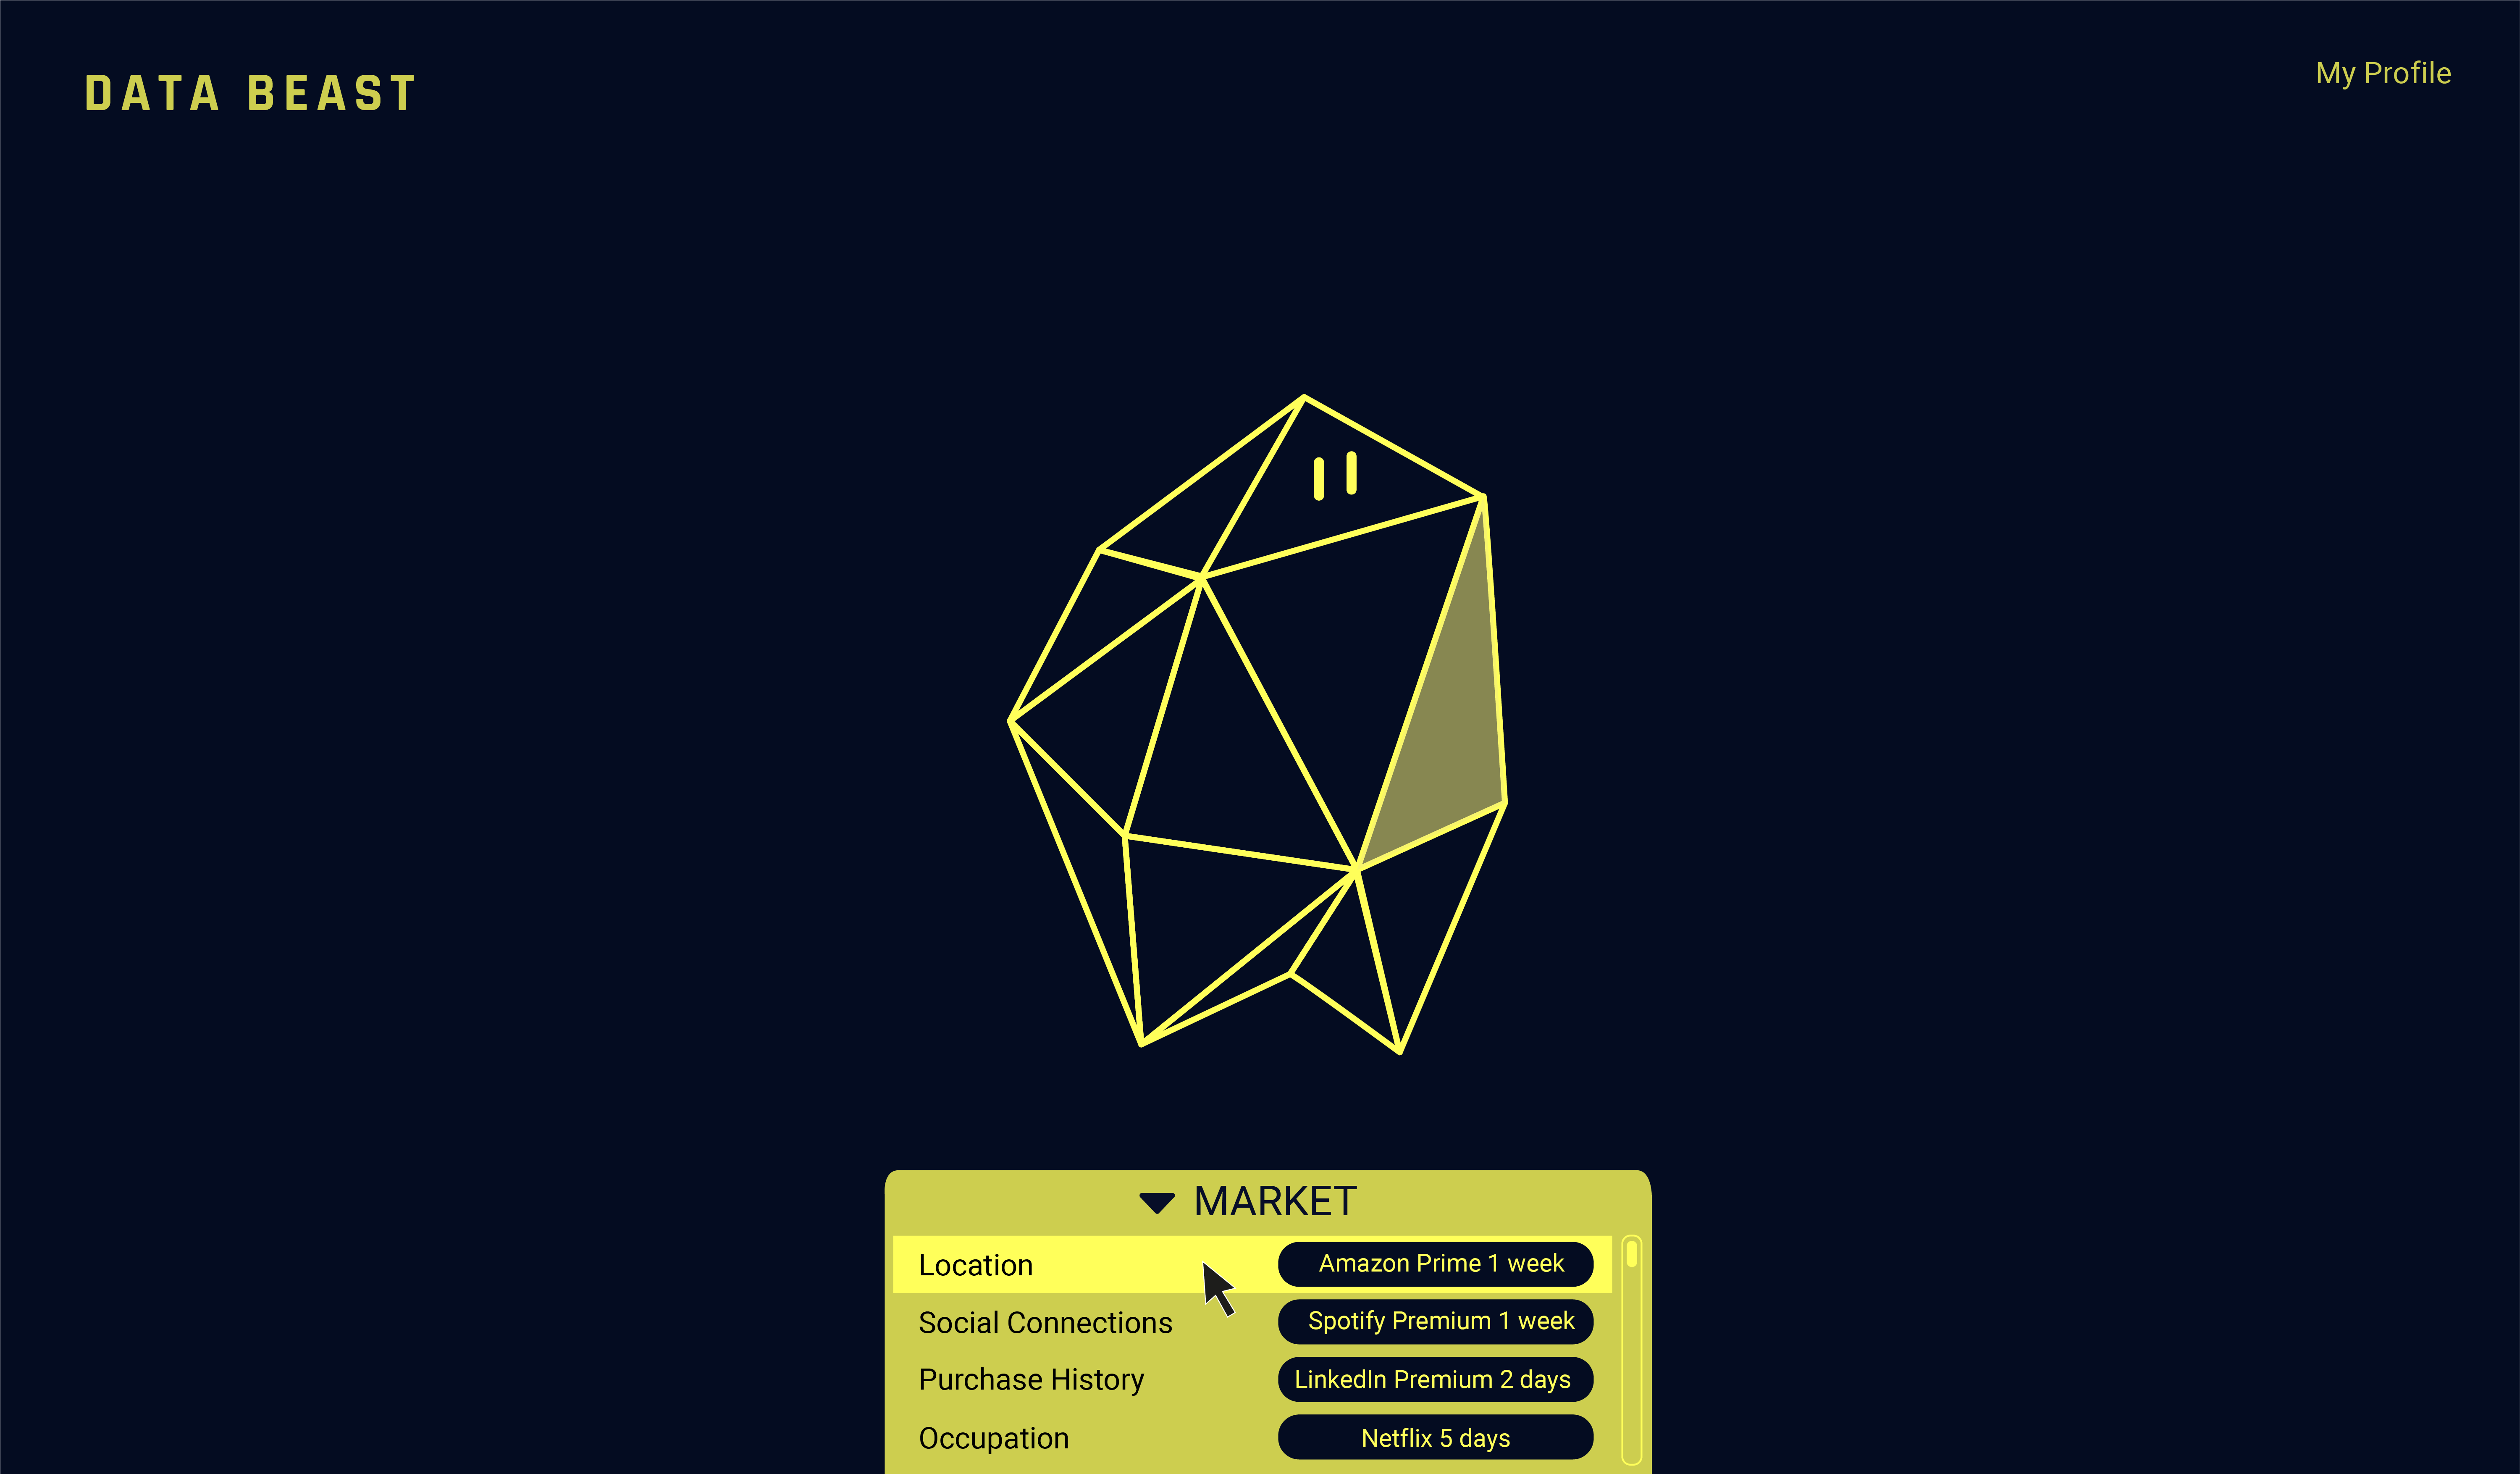 DATA BEAST
My Profile
MARKET
Location
Amazon Prime 1 week
Social Connections
Spotify Premium 1 week
Purchase History
LinkedIn Premium 2 days
Occupation
Netflix 5 days